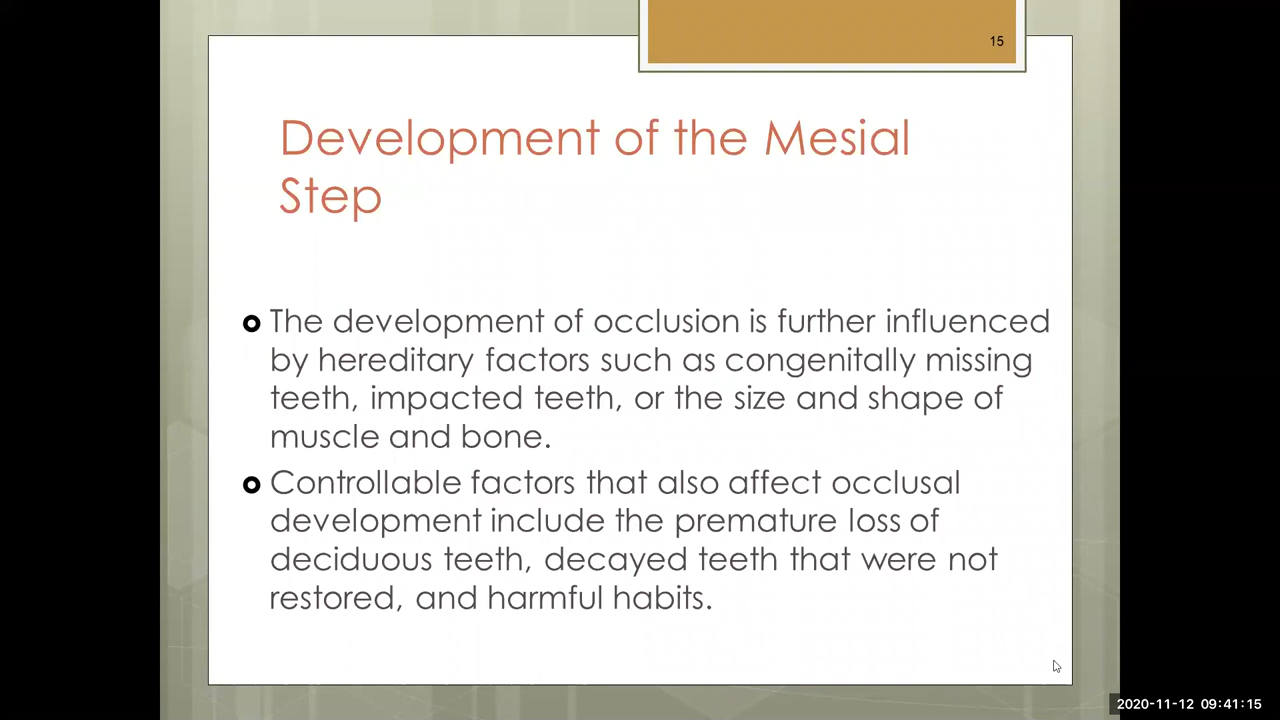 15
Development of the Mesial
Step
The development of occlusion is further influenced
by hereditary factors such as congenitally missing
teeth, impacted teeth, or the size and shape of
muscle and bone.
Controllable factors that also affect occlusal
development include the premature loss of
deciduous teeth, decayed teeth that were not
restored, and harmful habits.
2020-11-12 09:41:15